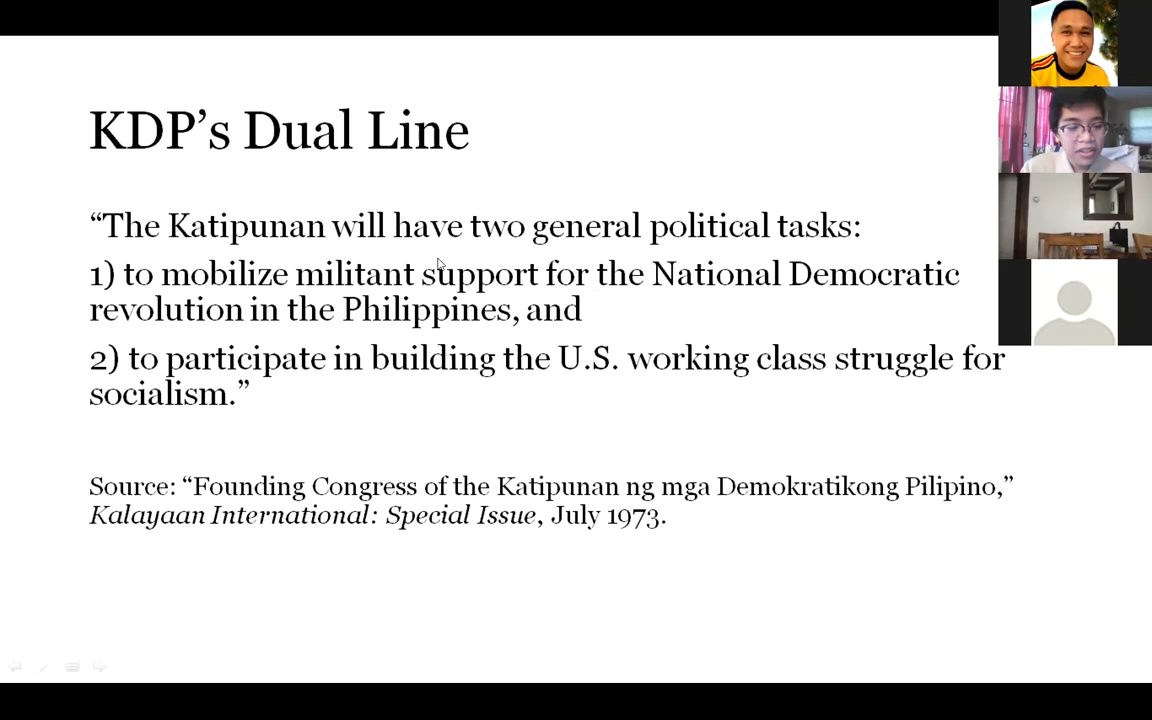 KDP’s Dual Line
“The Katipunan will have two general political tasks:
1) to mobilize militant support for the National Democratic
revolution in the Philippines, and
2) to participate in building the U.S. working class struggle for
socialism.”
Source: “Founding Congress of the Katipunan ng mga Demokratikong Pilipino,”
Kalayaan International: Special Issue, July 1973.